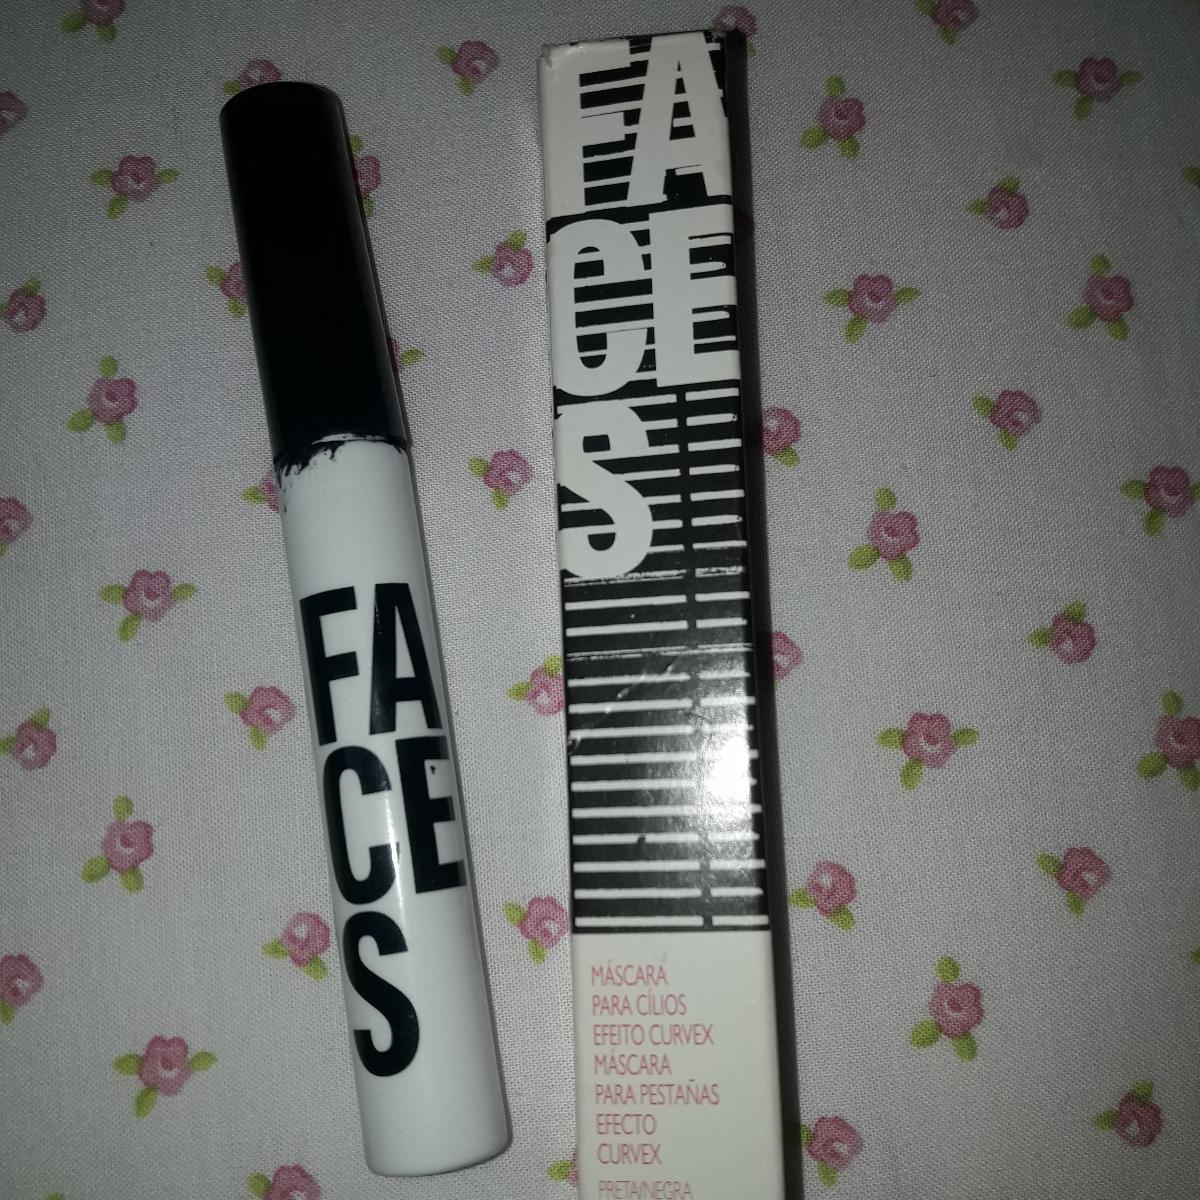 FA
CE
S
FA
CE
S
MÁSCARA
PARA CÍLIOS
EFEITO CURVEX
MÁSCARA
PARA PESTAÑAS
EFECTO
CURVEX
PRETA/NEGRA